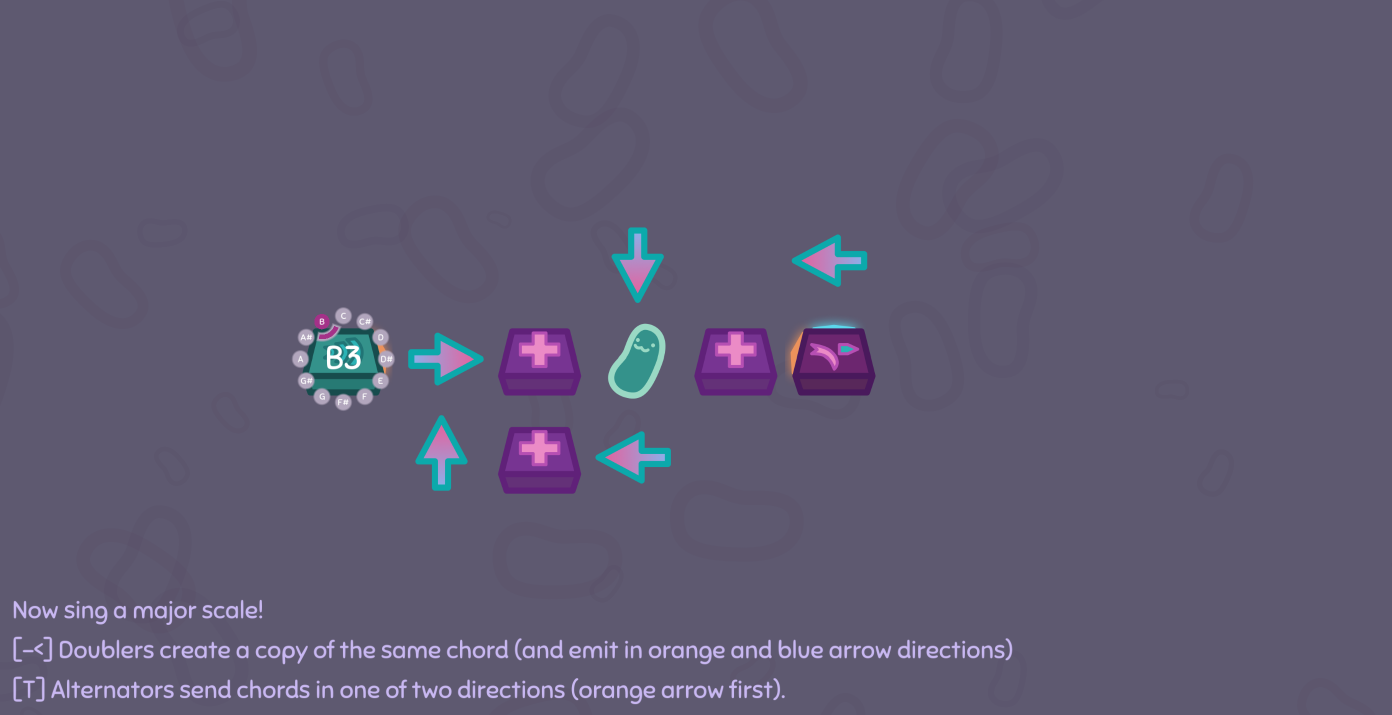 B
C
C#
A#
D
B3
A
D#
G#
E
G
F#
F
Now sing a major scale!
[-<] Doublers create a copy of the same chord (and emit in orange and blue arrow directions)
[T] Alternators send chords in one of two directions (orange arrow first).